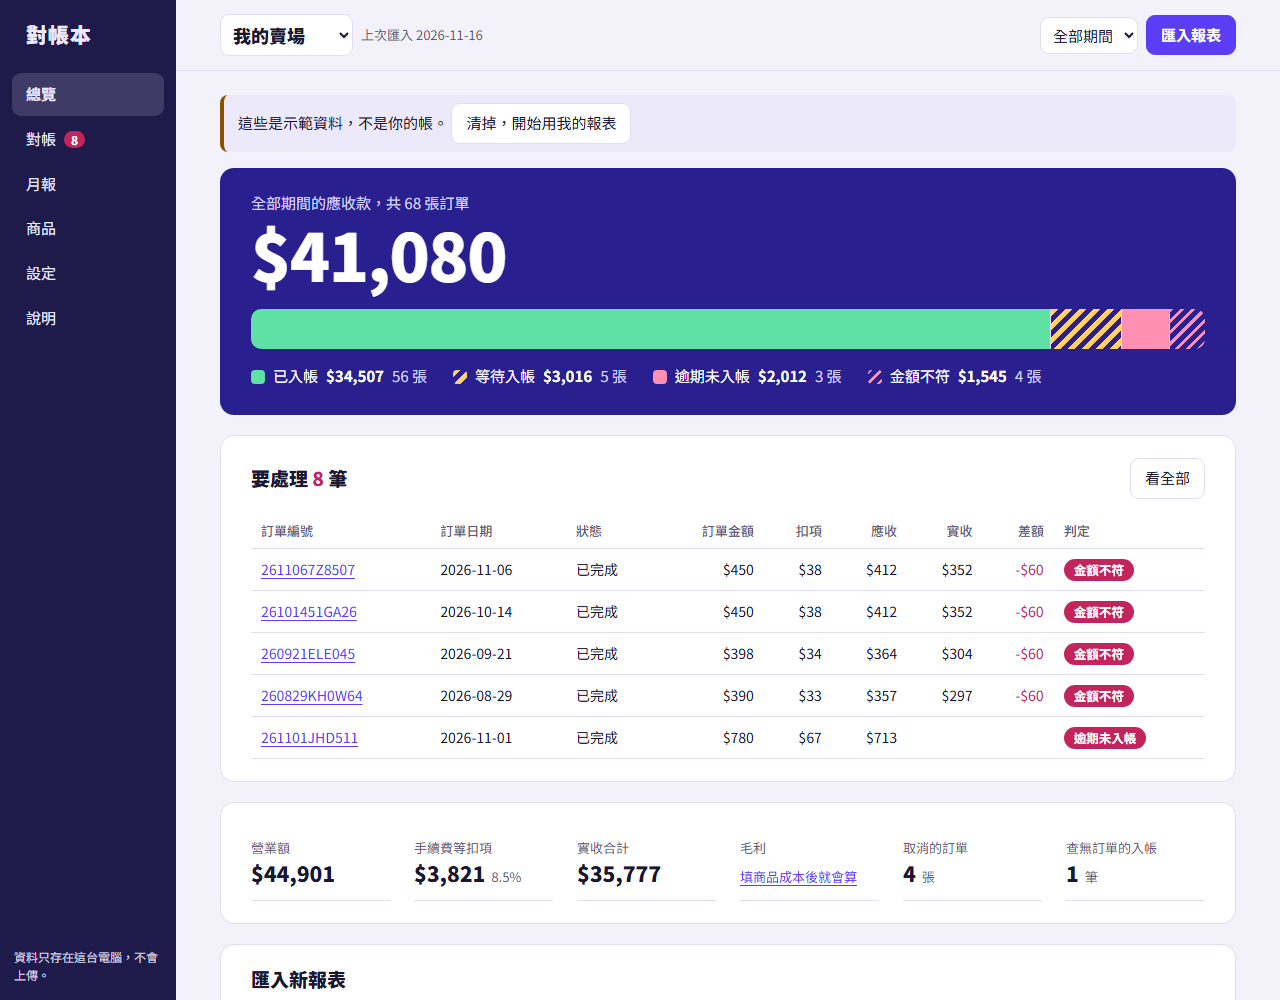 對帳本
總覽
對帳 8
月報
商品
設定
說明
資料只存在這台電腦，不會
上傳。
我的賣場 上次匯入 2026-11-16 全部期間 匯入報表
這些是示範資料，不是你的帳。 清掉，開始用我的報表
全部期間的應收款，共 68 張訂單
$41,080
已入帳 $34,507 56 張 等待入帳 $3,016 5 張 逾期未入帳 $2,012 3 張 金額不符 $1,545 4 張
要處理 8 筆 看全部
訂單編號 訂單日期 狀態 訂單金額 扣項 應收 實收 差額 判定
2611067Z8507 2026-11-06 已完成 $450 $38 $412 $352 -$60 金額不符
26101451GA26 2026-10-14 已完成 $450 $38 $412 $352 -$60 金額不符
260921ELE045 2026-09-21 已完成 $398 $34 $364 $304 -$60 金額不符
260829KH0W64 2026-08-29 已完成 $390 $33 $357 $297 -$60 金額不符
261101JHD511 2026-11-01 已完成 $780 $67 $713 逾期未入帳
營業額 手續費等扣項 實收合計 毛利 取消的訂單 查無訂單的入帳
$44,901 $3,821 8.5% $35,777 填商品成本後就會算 4 張 1 筆
匯入新報表